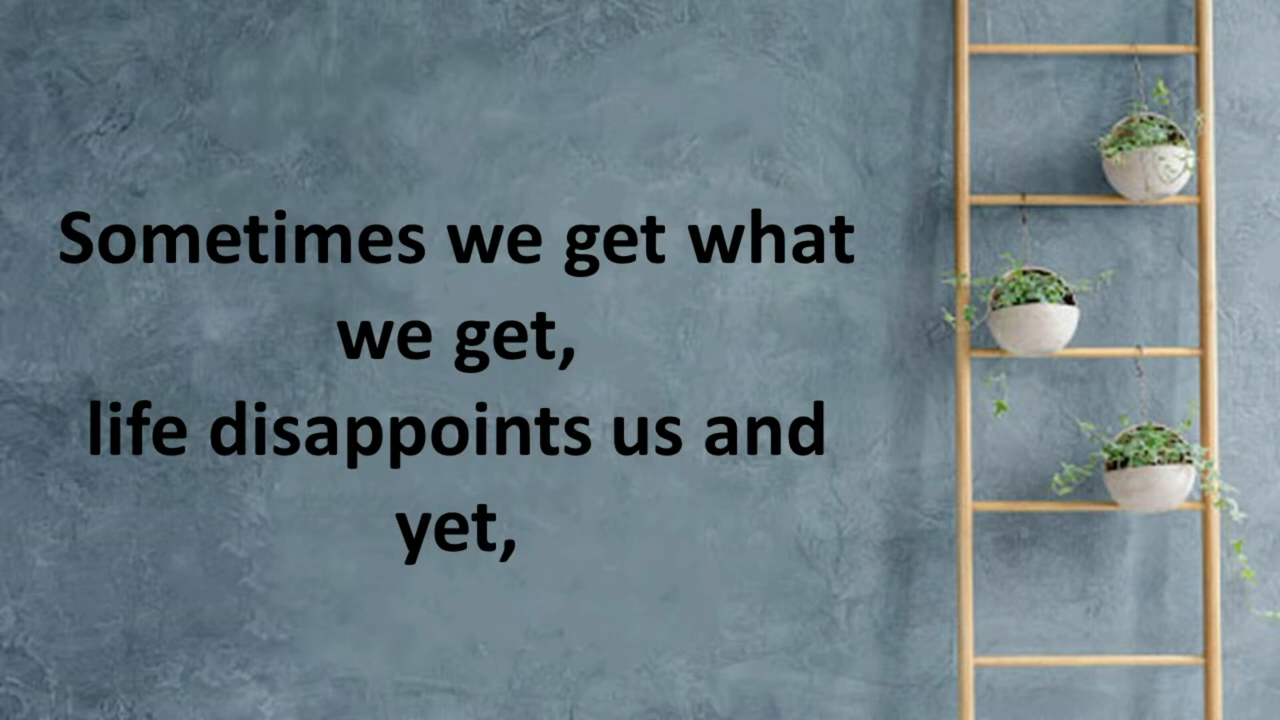 Sometimes we get what
we get,
life disappoints us and
yet,